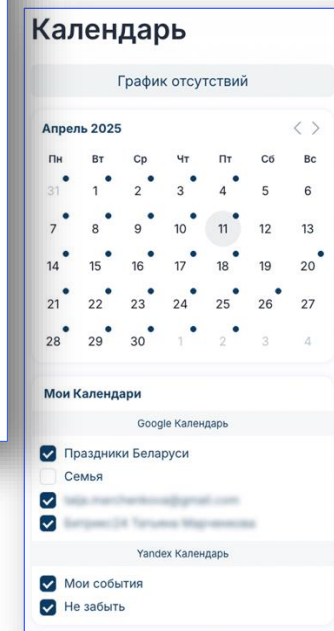 Календарь
График отсутствий
Апрель 2025
Пн Вт Ср Чт Пт Сб Вс
31 1 2 3 4 5 6
7 8 9 10 11 12 13
14 15 16 17 18 19 20
21 22 23 24 25 26 27
28 29 30 1 2 3 4
Мои Календари
Google Календарь
Праздники Беларуси
Семья
Yandex Календарь
Мои события
Не забыть